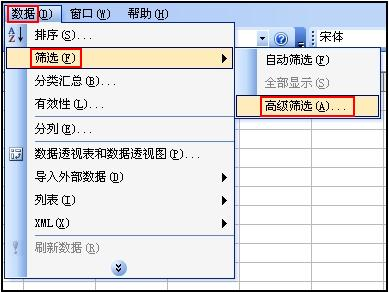 数据(D) 窗口(W) 帮助(H)
宋体
排序(S)...
筛选(F)
分类汇总(B)...
有效性(L)...
分列(E)...
数据透视表和数据透视图(P)...
导入外部数据(D)
列表(I)
XML(X)
刷新数据(R)
自动筛选(F)
全部显示(S)
高级筛选(A)...